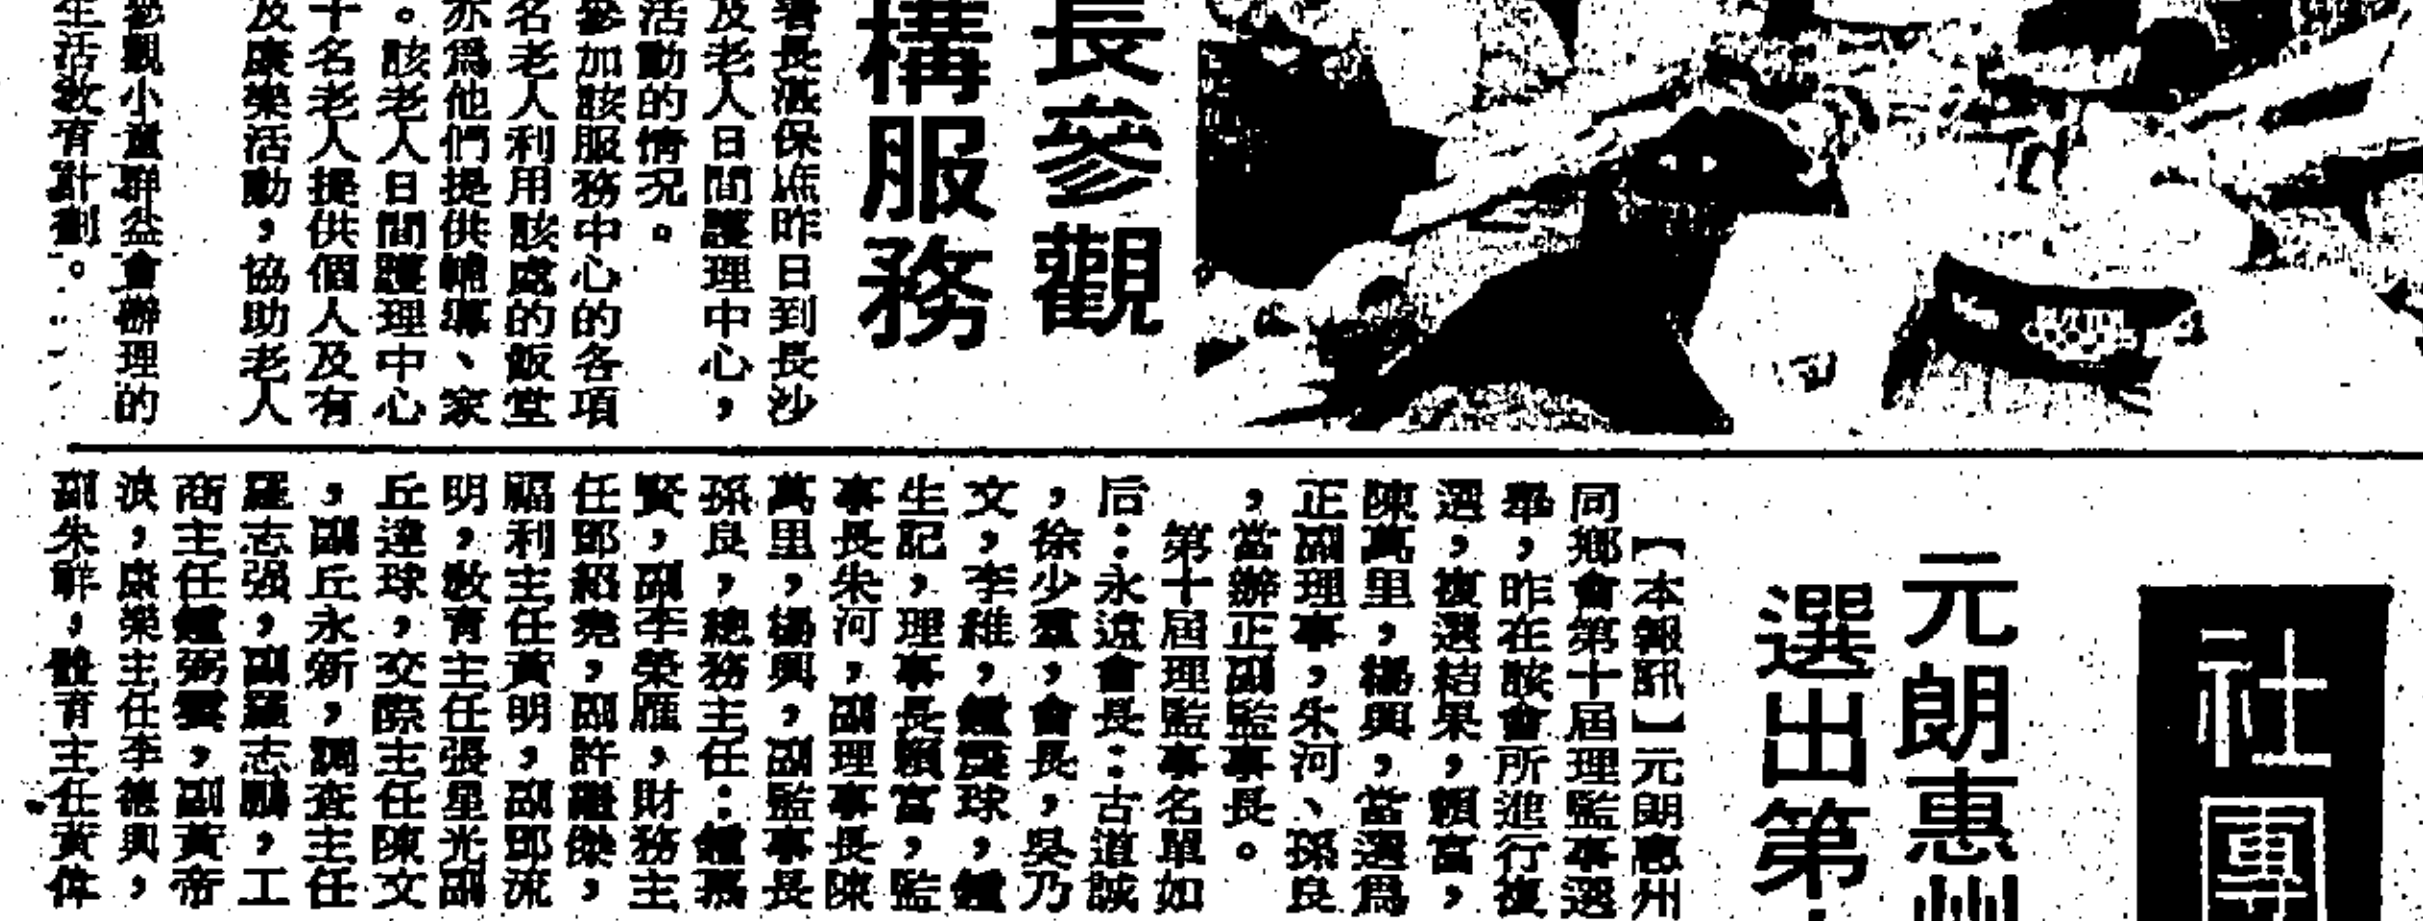 長參觀
構服務
署長張保庶昨日到長沙
及老人日間護理中心，
活動的情況。
參加該服務中心的各項
名老人利用該處的飯堂
亦爲他們提供輔導、家
。該老人日間護理中心
十名老人提供個人及有
及康樂活動，協助老人
參觀小童群益會辦理的
生活教育計劃。
社團
元朗惠州
選出第
【本報訊】元朗惠州
同鄉會第十屆理監事選
舉，昨在該會所進行復
選，複選結果，賴富，
陳萬里，楊興，當選爲
正副理事，朱河、孫良
，當辦正副監事長。
第十屆理監事名單如
后：永遠會長：古道誠
，徐少羣，會長，吳乃
文，李維，鍾漢球，鍾
生記，理事長賴富，監
事長朱河，副理事長陳
萬里，楊興，副監事長
孫良，總務主任：鍾
賢，副李榮雁，財務主
任鄧紹堯，副許繼傑，
福利主任黃明，副鄧流
明，敎育主任張星光副
丘達球，交際主任陳文
，副丘永新，調查主任
羅志强，副羅志鵬，工
商主任鍾弼雲，副黃帝
浪，康樂主任李德興，
副朱群，體育主任黃偉